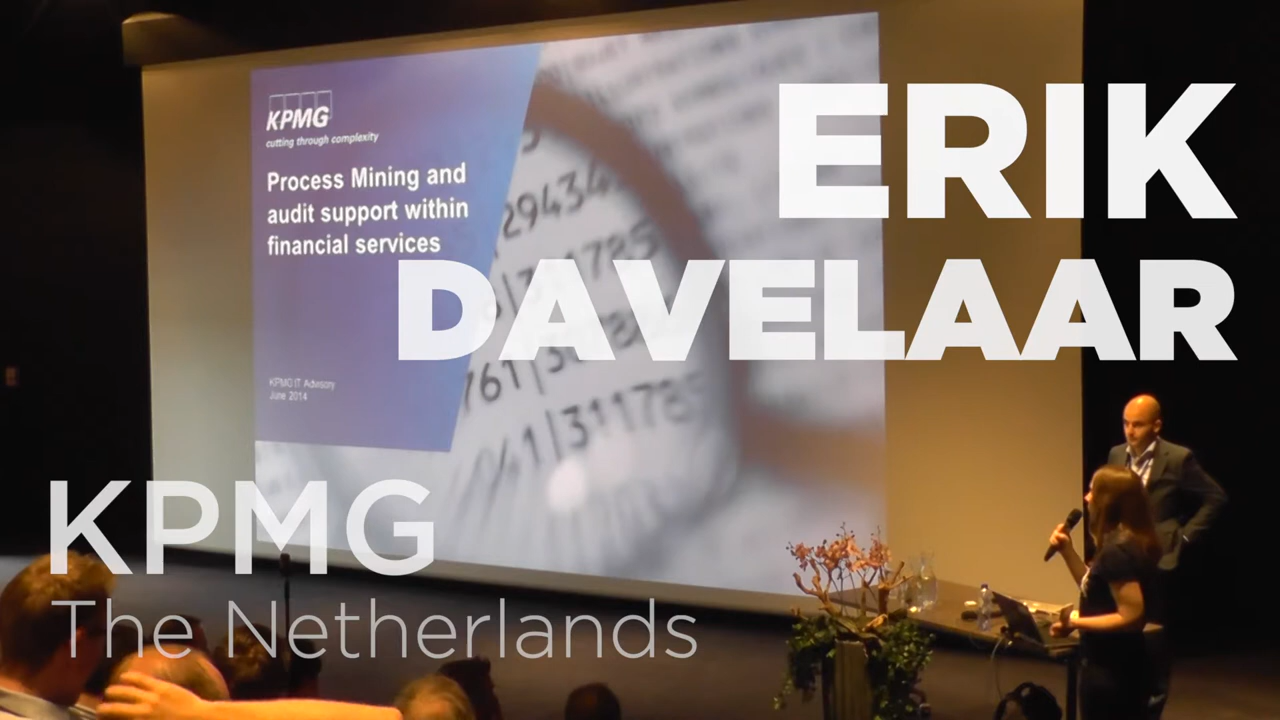 KPMG
cutting through complexity
Process Mining and
audit support within
financial services
KPMG IT Advisory
June 2014
ERIK
DAVELAAR
KPMG
The Netherlands